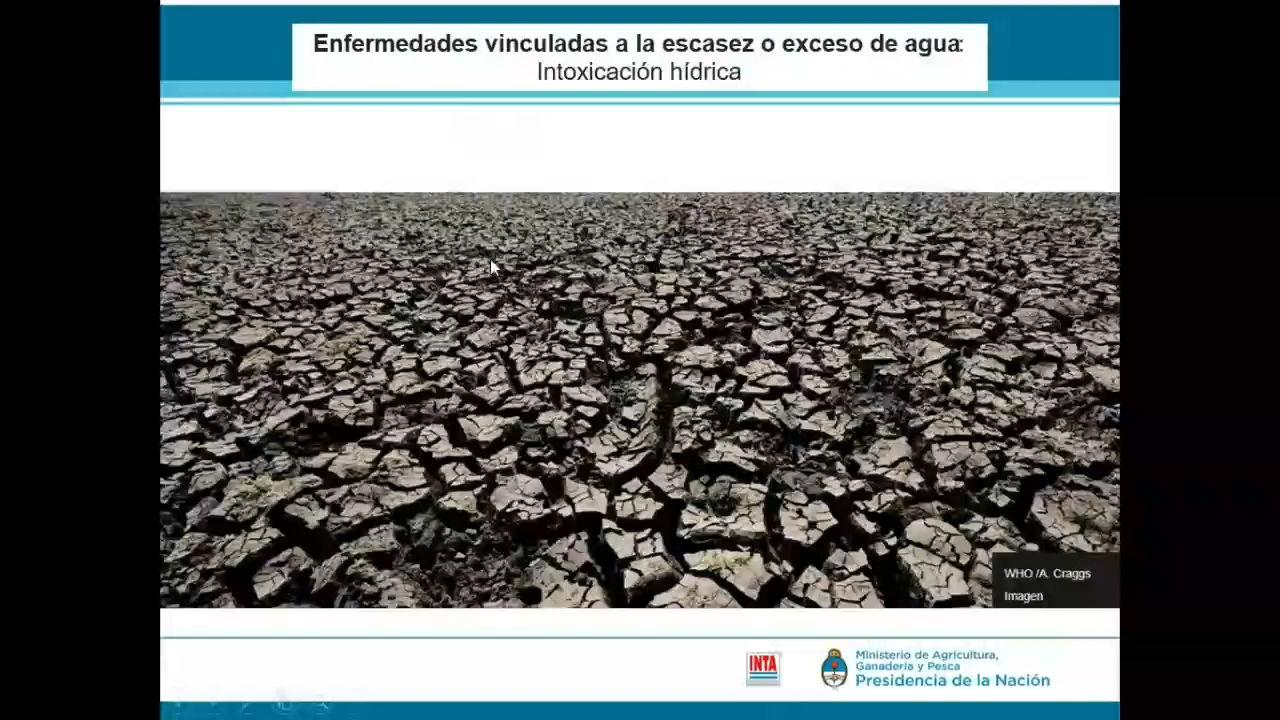 Enfermedades vinculadas a la escasez o exceso de agua:
Intoxicación hídrica
WHO /A. Craggs
Imagen
INTA
Ministerio de Agricultura,
Ganadería y Pesca
Presidencia de la Nación